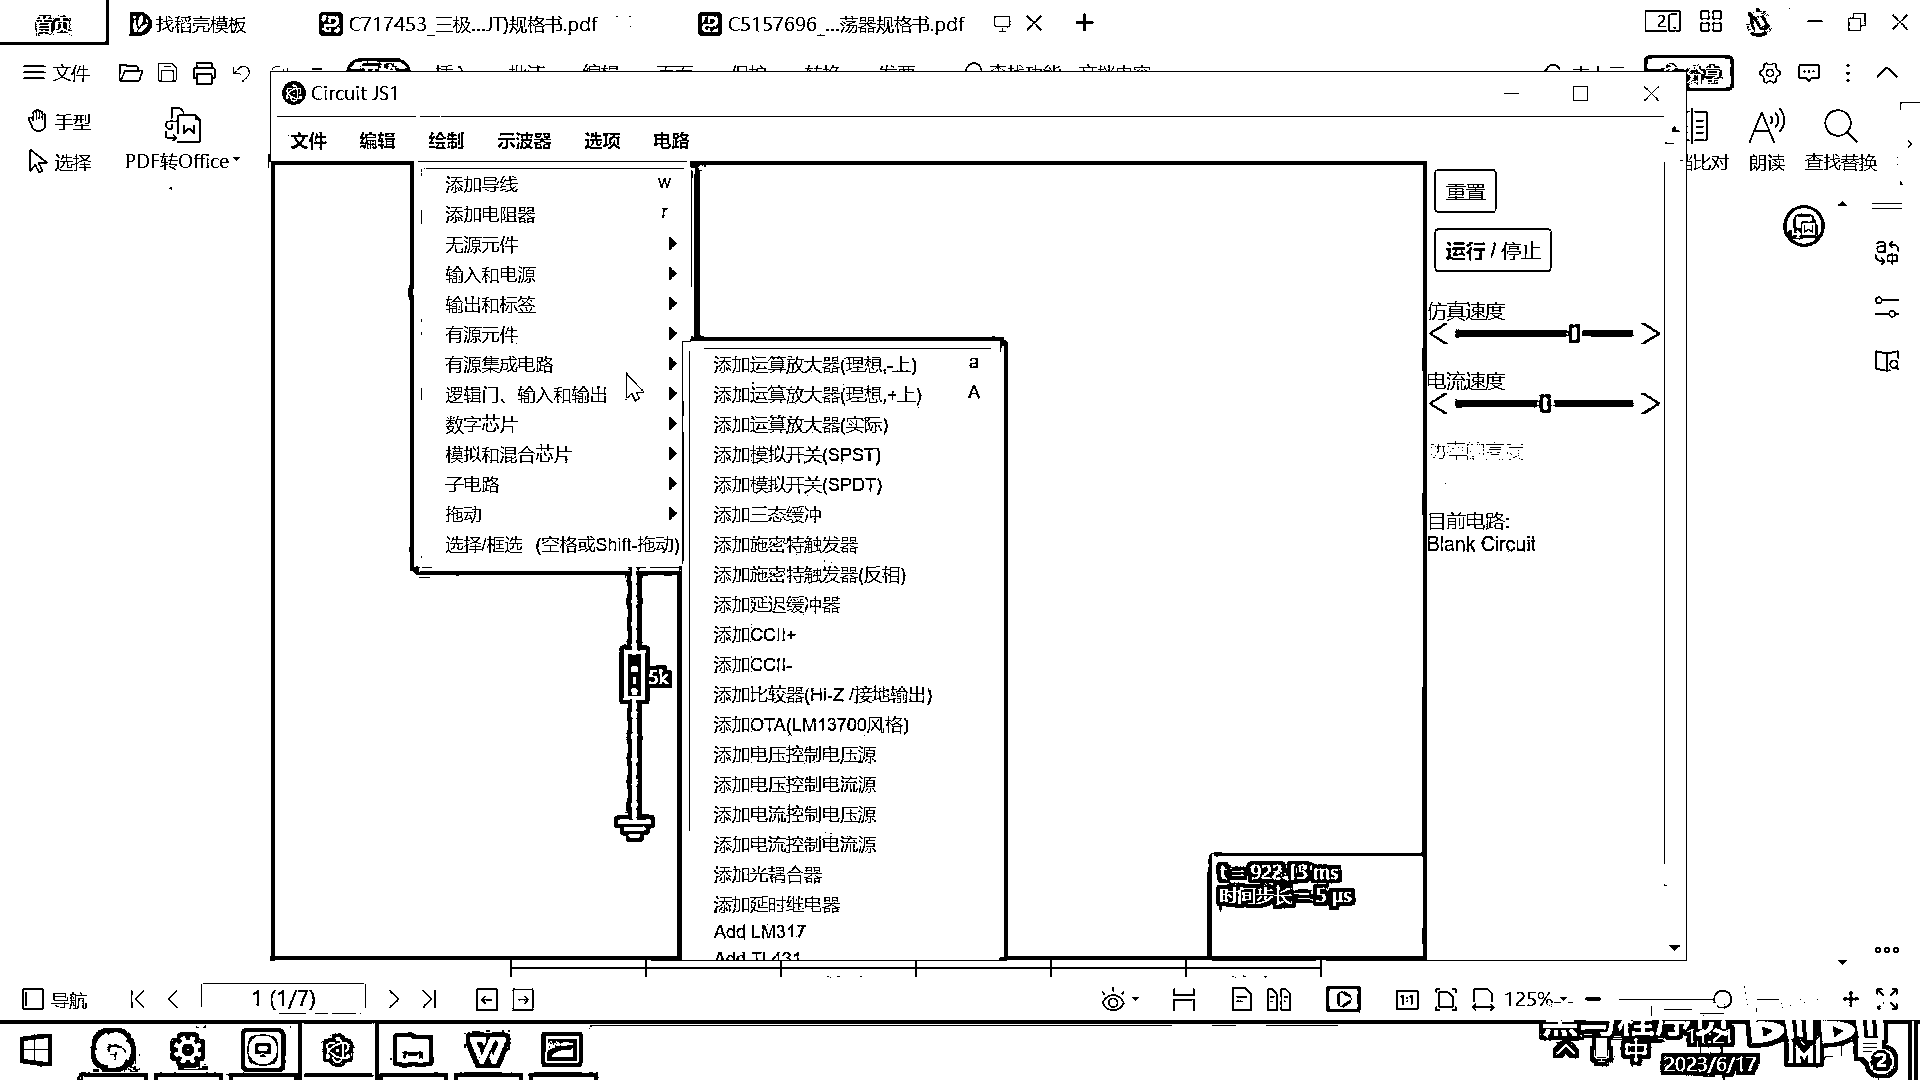 首页
找稻壳模板
C717453_三极...JT)规格书.pdf
C5157696_...荡器规格书.pdf
文件
手型
选择
PDF转Office
比对
朗读
查找替换
Circuit JS1
文件
编辑
绘制
示波器
选项
电路
添加导线 w
添加电阻器 r
无源元件
输入和电源
输出和标签
有源元件
有源集成电路
逻辑门、输入和输出
数字芯片
模拟和混合芯片
子电路
拖动
选择/框选 (空格或Shift-拖动)
添加运算放大器(理想,-上) a
添加运算放大器(理想,+上) A
添加运算放大器(实际)
添加模拟开关(SPST)
添加模拟开关(SPDT)
添加三态缓冲
添加施密特触发器
添加施密特触发器(反相)
添加延迟缓冲器
添加CCII+
添加CCII-
添加比较器(Hi-Z /接地输出)
添加OTA(LM13700风格)
添加电压控制电压源
添加电压控制电流源
添加电流控制电压源
添加电流控制电流源
添加光耦合器
添加延时继电器
Add LM317
Add TL431
5k
重置
运行 / 停止
仿真速度
电流速度
功率的亮度
目前电路:
Blank Circuit
t = 922.13 ms
时间步长 = 5 μs
导航
1 (1/7)
1:1
125%
中
2023/6/17
2